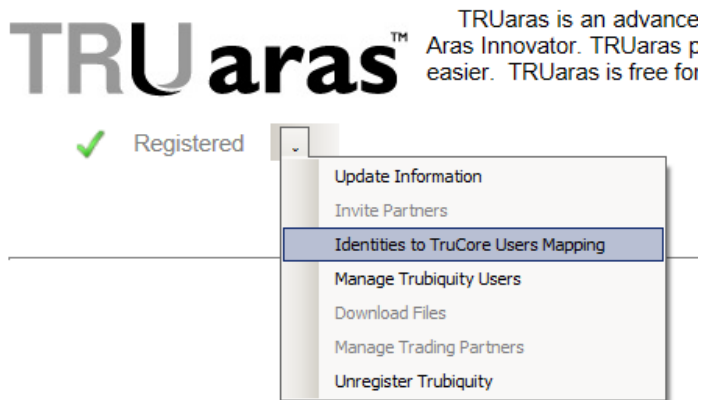 TRUaras™
TRUaras is an advance
Aras Innovator. TRUaras p
easier. TRUaras is free for
Registered
Update Information
Invite Partners
Identities to TruCore Users Mapping
Manage Trubiquity Users
Download Files
Manage Trading Partners
Unregister Trubiquity